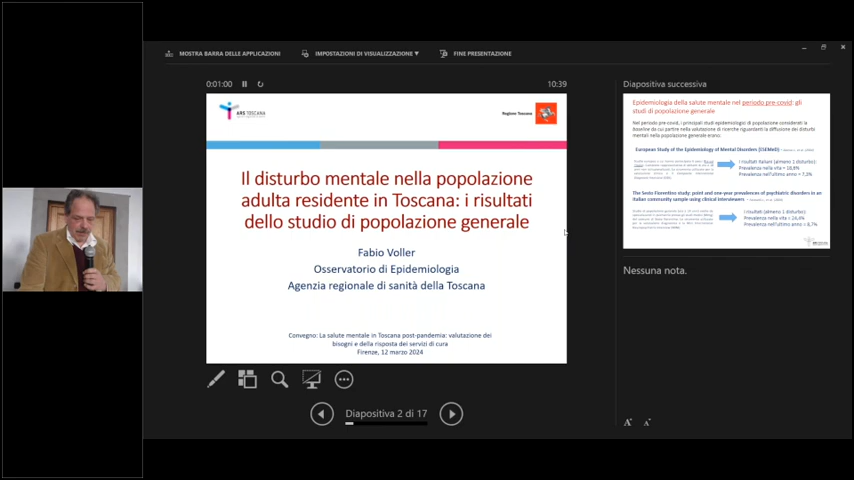 MOSTRA BARRA DELLE APPLICAZIONI
IMPOSTAZIONI DI VISUALIZZAZIONE ▼
FINE PRESENTAZIONE
0:01:00
10:39
ARS TOSCANA
Regione Toscana
Il disturbo mentale nella popolazione
adulta residente in Toscana: i risultati
dello studio di popolazione generale
Fabio Voller
Osservatorio di Epidemiologia
Agenzia regionale di sanità della Toscana
Convegno: La salute mentale in Toscana post-pandemia: valutazione dei
bisogni e della risposta dei servizi di cura
Firenze, 12 marzo 2024
Diapositiva 2 di 17
Diapositiva successiva
Epidemiologia della salute mentale nel periodo pre-covid: gli
studi di popolazione generale
Nel periodo pre-covid, i principali studi epidemiologici di popolazione considerati la
baseline da cui partire nella valutazione di ricerche riguardanti la diffusione dei disturbi
mentali nella popolazione generale erano:
European Study of the Epidemiology of Mental Disorders (ESEMeD)
I risultati italiani (almeno 1 disturbo):
Prevalenza nella vita = 18,6%
Prevalenza nell'ultimo anno = 7,3%
The Sesto Fiorentino study: point and one-year prevalences of psychiatric disorders in an
Italian community sample using clinical interviewers
I risultati (almeno 1 disturbo):
Prevalenza nella vita = 24,4%
Prevalenza nell'ultimo anno = 8,7%
Nessuna nota.